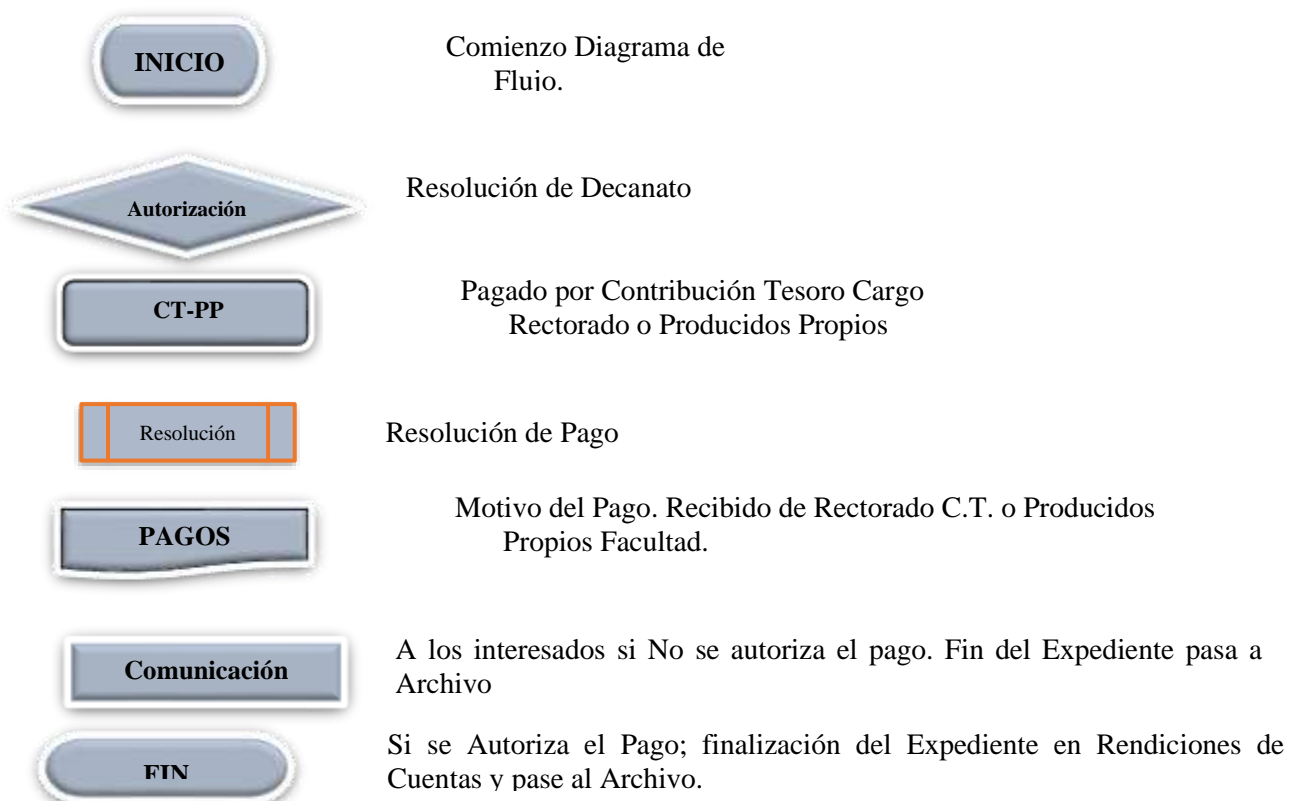 INICIO
Comienzo Diagrama de
Flujo.
Autorización
Resolución de Decanato
CT-PP
Pagado por Contribución Tesoro Cargo
Rectorado o Producidos Propios
Resolución
Resolución de Pago
PAGOS
Motivo del Pago. Recibido de Rectorado C.T. o Producidos
Propios Facultad.
Comunicación
A los interesados si No se autoriza el pago. Fin del Expediente pasa a
Archivo
FIN
Si se Autoriza el Pago; finalización del Expediente en Rendiciones de
Cuentas y pase al Archivo.